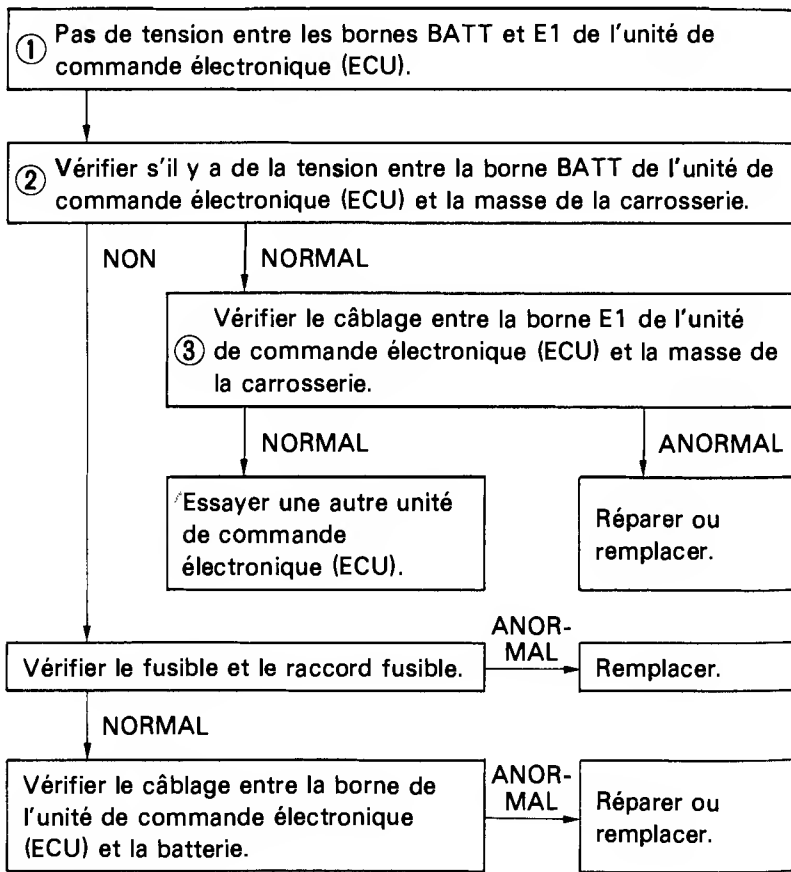 ① Pas de tension entre les bornes BATT et E1 de l'unité de
commande électronique (ECU).
② Vérifier s'il y a de la tension entre la borne BATT de l'unité de
commande électronique (ECU) et la masse de la carrosserie.
NON
NORMAL
Vérifier le câblage entre la borne E1 de l'unité
③ de commande électronique (ECU) et la masse de
la carrosserie.
NORMAL
ANORMAL
Essayer une autre unité
de commande
électronique (ECU).
Réparer ou
remplacer.
Vérifier le fusible et le raccord fusible.
ANOR-
MAL
Remplacer.
NORMAL
Vérifier le câblage entre la borne de
l'unité de commande électronique
(ECU) et la batterie.
ANOR-
MAL
Réparer ou
remplacer.